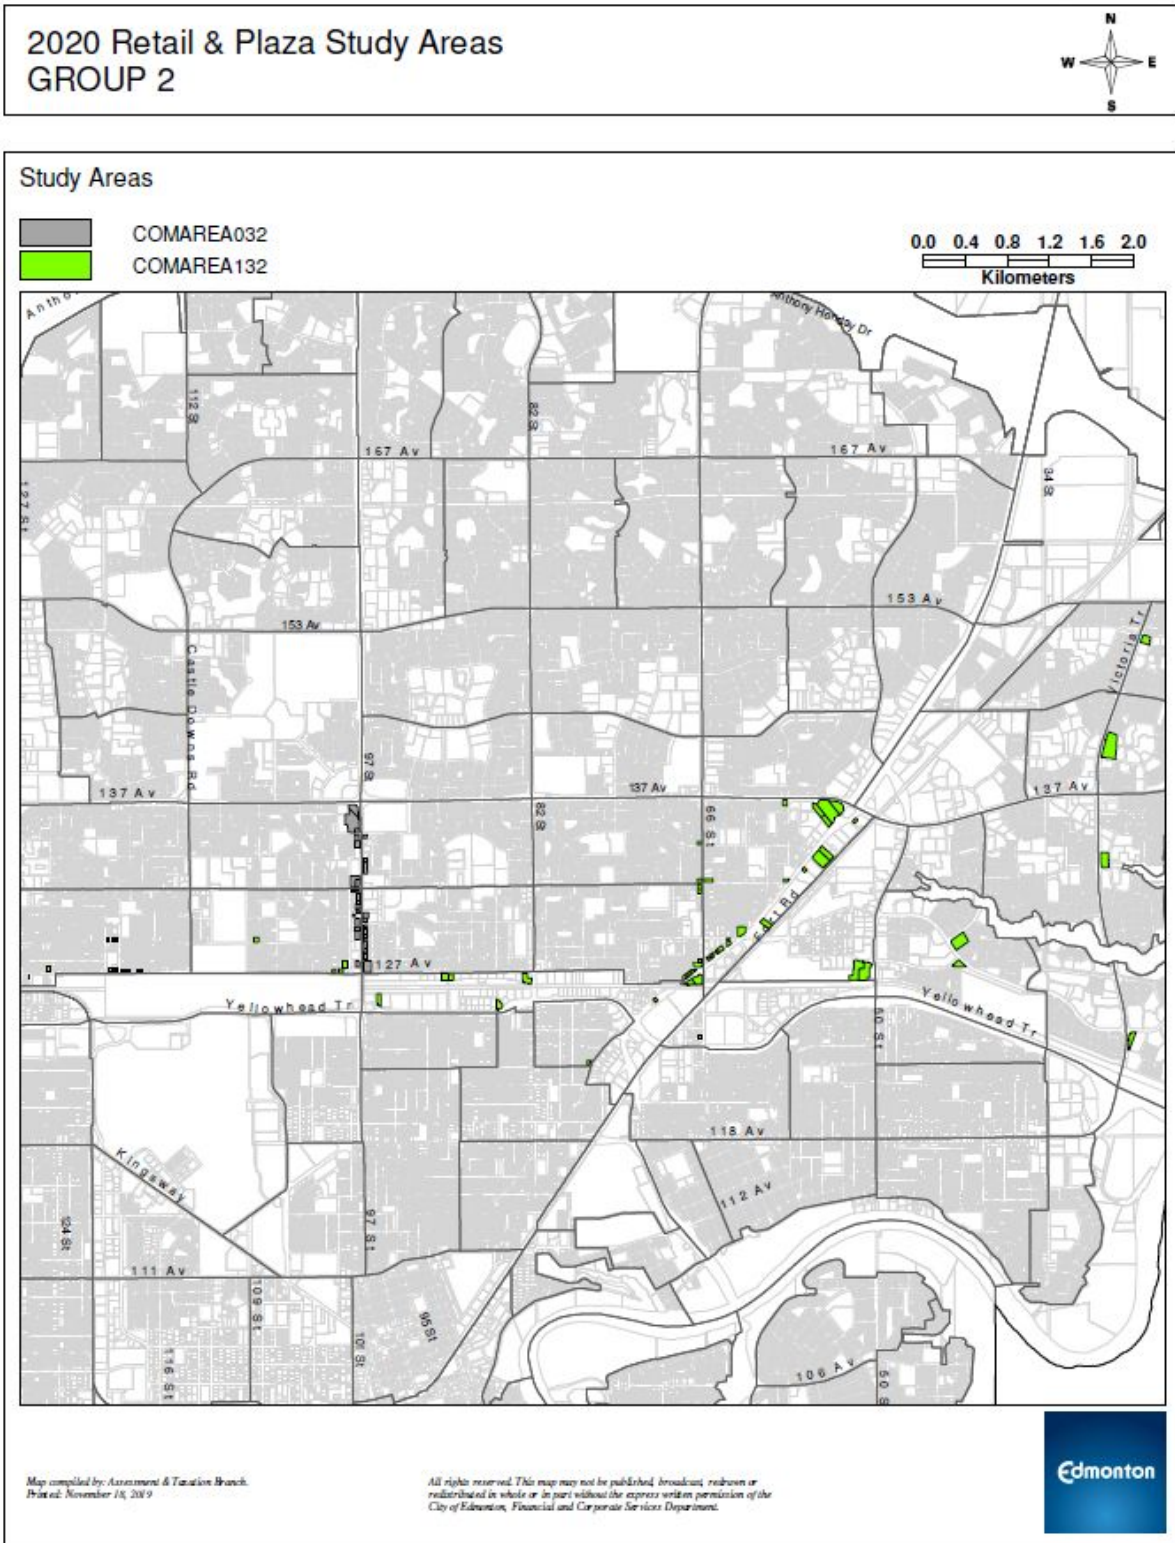 2020 Retail & Plaza Study Areas
GROUP 2
N
W E
S
Study Areas
COMAREA032
COMAREA132
0.0 0.4 0.8 1.2 1.6 2.0
Kilometers
Anthony Henday Dr
112 St
82 St
167 Av
167 Av
34 St
127 St
153 Av
153 Av
Victoria Tr
Castle Downs Rd
97 St
137 Av
137 Av
137 Av
82 St
66 St
Fort Rd
127 Av
Yellowhead Tr
Yellowhead Tr
50 St
118 Av
Kingsway
112 Av
124 St
97 St
111 Av
109 St
95 St
101 St
116 St
106 Av
50 S
Edmonton
Map compiled by: Assessment & Taxation Branch.
Printed: November 18, 2019
All rights reserved. This map may not be published, broadcast, redrawn or
redistributed in whole or in part without the express written permission of the
City of Edmonton, Financial and Corporate Services Department.